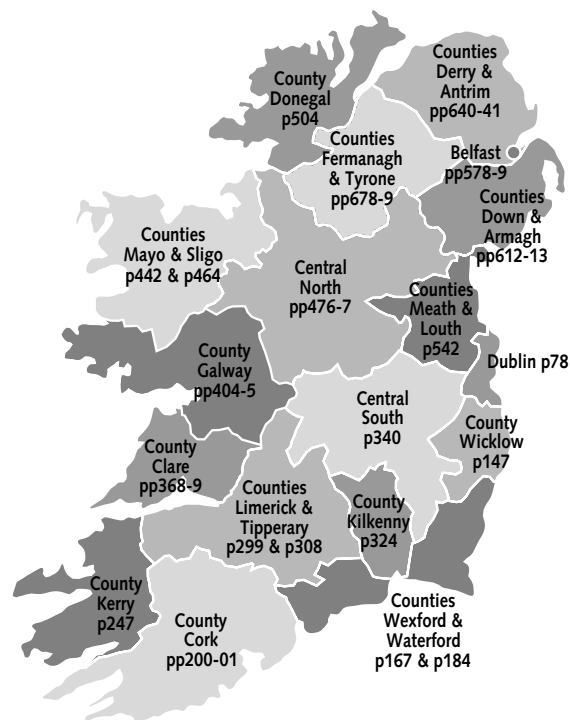 County
Donegal
p504
Counties
Derry &
Antrim
pp640-41
Counties
Fermanagh
& Tyrone
pp678-9
Belfast
pp578-9
Counties
Down &
Armagh
pp612-13
Counties
Mayo & Sligo
p442 & p464
Central
North
pp476-7
Counties
Meath &
Louth
p542
County
Galway
pp404-5
Dublin p78
Central
South
p340
County
Wicklow
p147
County
Clare
pp368-9
Counties
Limerick &
Tipperary
p299 & p308
County
Kilkenny
p324
County
Kerry
p247
County
Cork
pp200-01
Counties
Wexford &
Waterford
p167 & p184